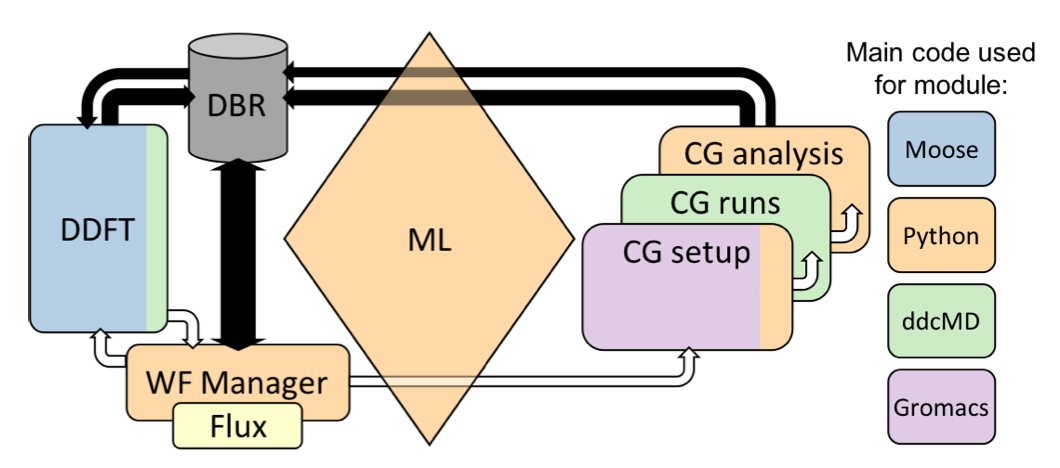 DBR
DDFT
ML
CG analysis
CG runs
CG setup
WF Manager
Flux
Main code used
for module:
Moose
Python
ddcMD
Gromacs